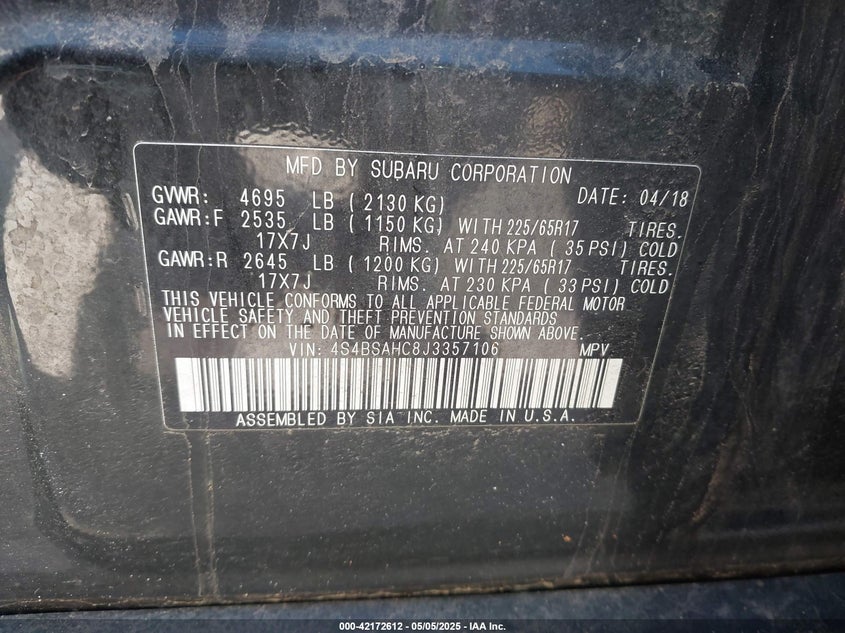 MFD BY SUBARU CORPORATION
GVWR: 4695 LB ( 2130 KG) DATE: 04/18
GAWR:F 2535 LB ( 1150 KG) WITH 225/65R17 TIRES.
17X7J RIMS. AT 240 KPA ( 35 PSI) COLD
GAWR:R 2645 LB ( 1200 KG) WITH 225/65R17 TIRES.
17X7J RIMS. AT 230 KPA ( 33 PSI) COLD
THIS VEHICLE CONFORMS TO ALL APPLICABLE FEDERAL MOTOR
VEHICLE SAFETY AND THEFT PREVENTION STANDARDS
IN EFFECT ON THE DATE OF MANUFACTURE SHOWN ABOVE.
VIN: 4S4BSAHC8J3357106 MPV
ASSEMBLED BY SIA INC. MADE IN U.S.A.
000-42172612 - 05/05/2025 - IAA Inc.